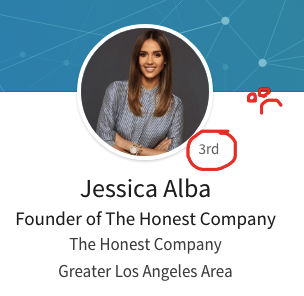 3rd
Jessica Alba
Founder of The Honest Company
The Honest Company
Greater Los Angeles Area